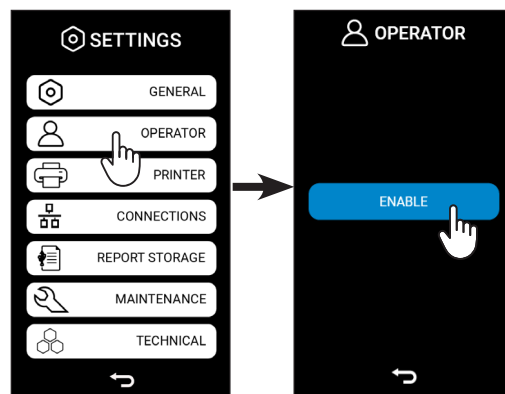 SETTINGS
GENERAL
OPERATOR
PRINTER
CONNECTIONS
REPORT STORAGE
MAINTENANCE
TECHNICAL
OPERATOR
ENABLE